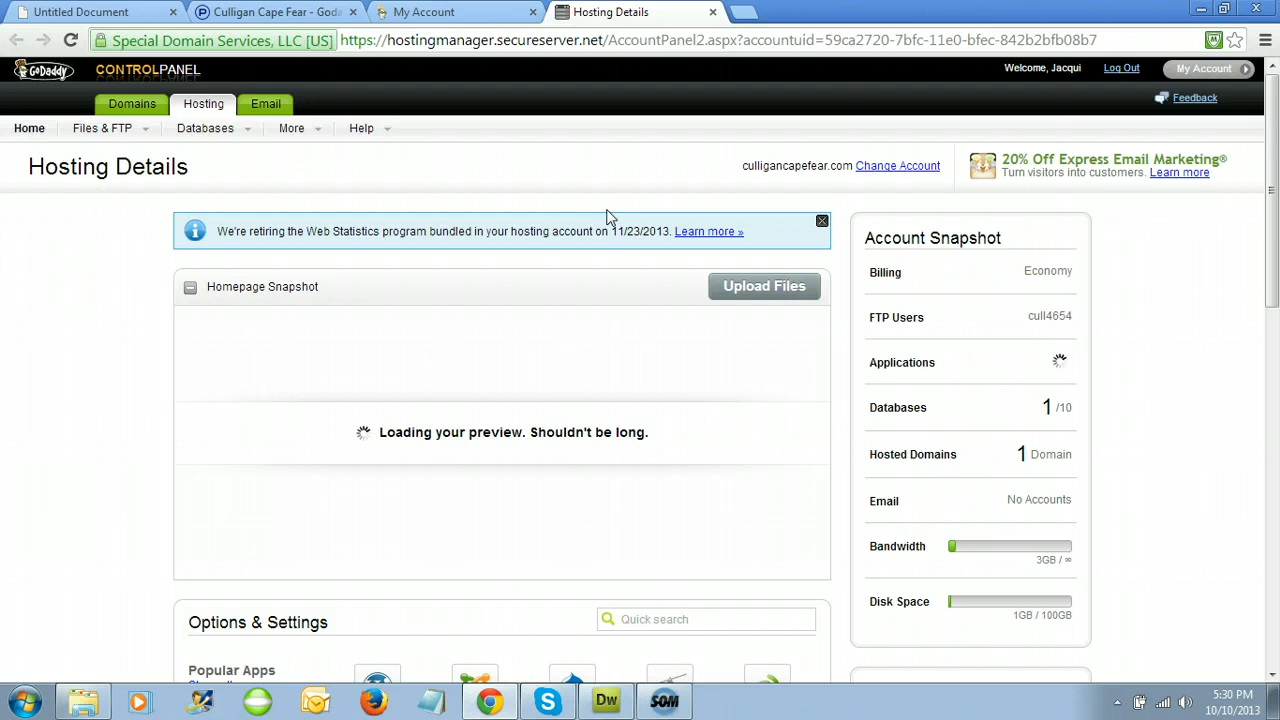 Untitled Document
Culligan Cape Fear - Goda
My Account
Hosting Details
Special Domain Services, LLC [US]
https://hostingmanager.secureserver.net/AccountPanel2.aspx?accountuid=59ca2720-7bfc-11e0-bfec-842b2bfb08b7
GoDaddy
CONTROLPANEL
Welcome, Jacqui
Log Out
My Account
Domains
Hosting
Email
Feedback
Home
Files & FTP
Databases
More
Help
Hosting Details
culligancapefear.com Change Account
20% Off Express Email Marketing®
Turn visitors into customers. Learn more
We're retiring the Web Statistics program bundled in your hosting account on 11/23/2013. Learn more »
Homepage Snapshot
Upload Files
Loading your preview. Shouldn't be long.
Account Snapshot
Billing
Economy
FTP Users
cull4654
Applications
Databases
1 /10
Hosted Domains
1 Domain
Email
No Accounts
Bandwidth
3GB / ∞
Disk Space
1GB / 100GB
Options & Settings
Quick search
Popular Apps
Dw
SOM
5:30 PM
10/10/2013